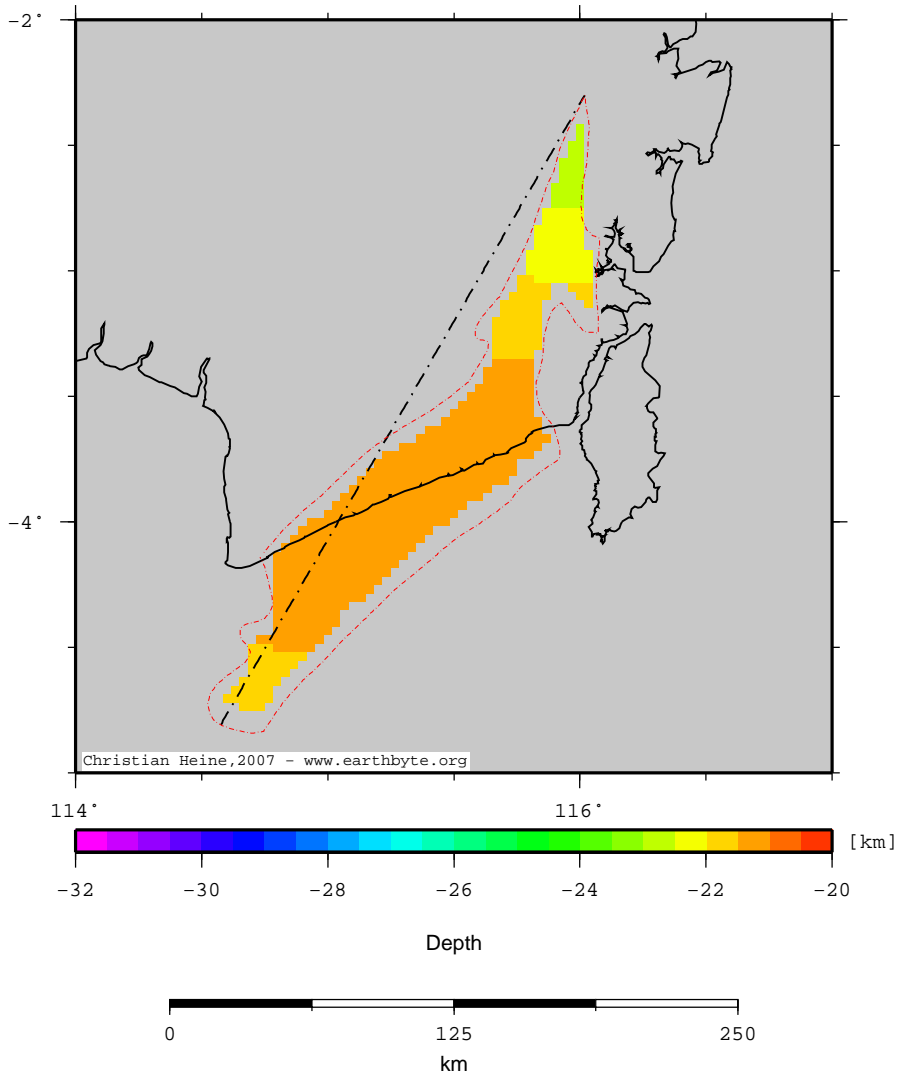 -2°
-4°
Christian Heine,2007 - www.earthbyte.org
114° 116°
[km]
-32 -30 -28 -26 -24 -22 -20
Depth
0 125 250
km